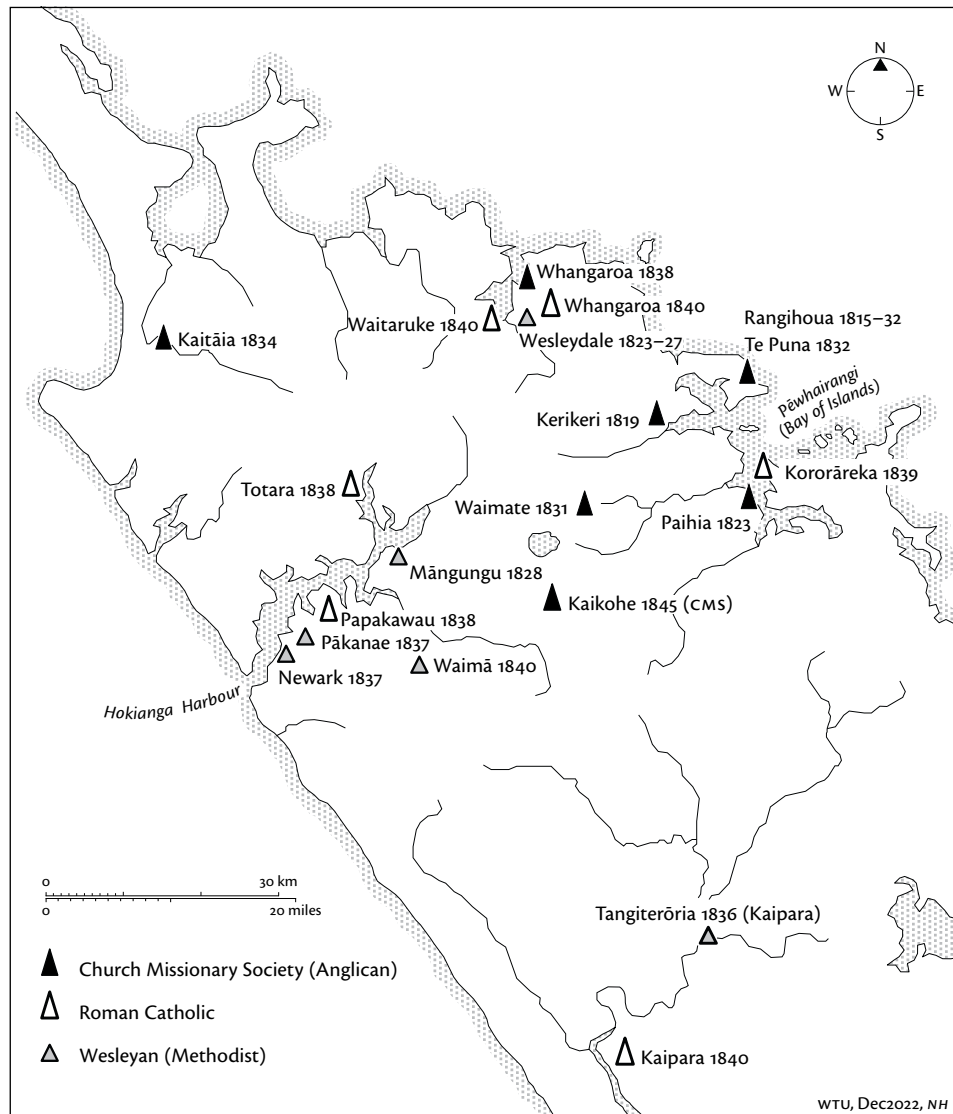 N
W
E
S
Whangaroa 1838
Whangaroa 1840
Waitaruke 1840
Wesleydale 1823–27
Kaitāia 1834
Rangihoua 1815–32
Te Puna 1832
Pēwhairangi
(Bay of Islands)
Kerikeri 1819
Kororāreka 1839
Totara 1838
Waimate 1831
Paihia 1823
Māngungu 1828
Kaikohe 1845 (CMS)
Papakawau 1838
Pākanae 1837
Waimā 1840
Newark 1837
Hokianga Harbour
0
30 km
0
20 miles
Tangiterōria 1836 (Kaipara)
Church Missionary Society (Anglican)
Roman Catholic
Wesleyan (Methodist)
Kaipara 1840
WTU, Dec2022, NH